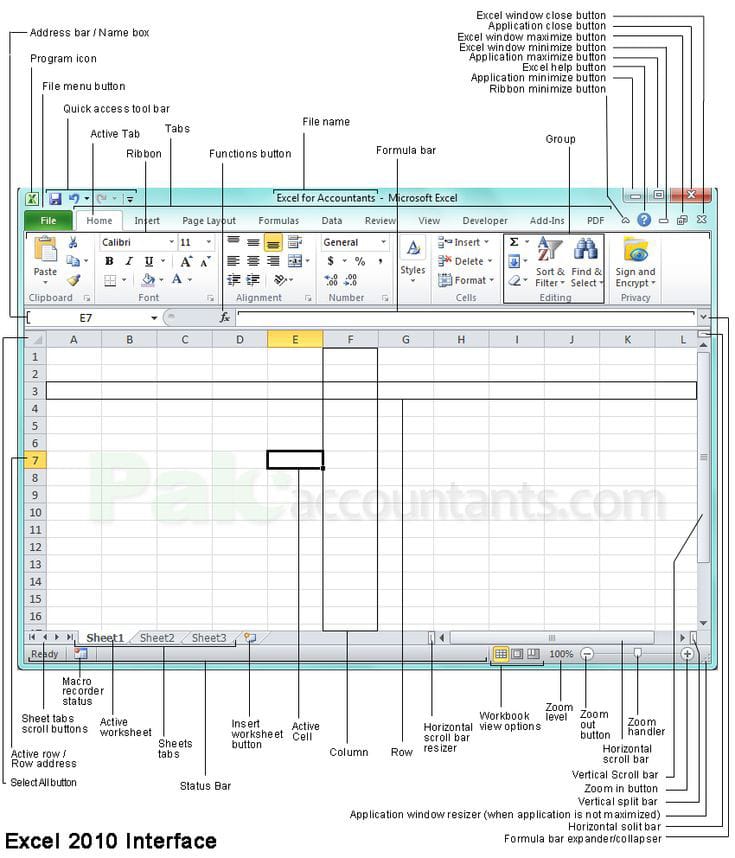 Address bar / Name box
Program icon
File menu button
Quick access tool bar
Active Tab
Tabs
Ribbon
Functions button
File name
Formula bar
Group
Excel window close button
Application close button
Excel window maximize button
Excel window minimize button
Application maximize button
Excel help button
Application minimize button
Ribbon minimize button
Excel for Accountants - Microsoft Excel
File Home Insert Page Layout Formulas Data Review View Developer Add-Ins PDF
Calibri 11 General Insert Σ
B I U A A $ % , Delete
Paste Styles Format Sort & Filter Find & Select Sign and Encrypt
Clipboard Font Alignment Number Cells Editing Privacy
E7 fx
A B C D E F G H I J K L
1
2
3
4
5
6
7
8
9
10
11
12
13
14
15
16
Pakaccountants.com
Sheet1 Sheet2 Sheet3
Ready 100%
Macro
recorder
status
Sheet tabs
scroll buttons
Active
worksheet
Sheets
tabs
Insert
worksheet
button
Active
Cell
Column
Row
Horizontal
scroll bar
resizer
Workbook
view options
Zoom
level
Zoom
out
button
Zoom
handler
Horizontal
scroll bar
Active row /
Row address
Select All button
Status Bar
Vertical Scroll bar
Zoom in button
Vertical split bar
Application window resizer (when application is not maximized)
Horizontal solit bar
Formula bar expander/collapser
Excel 2010 Interface